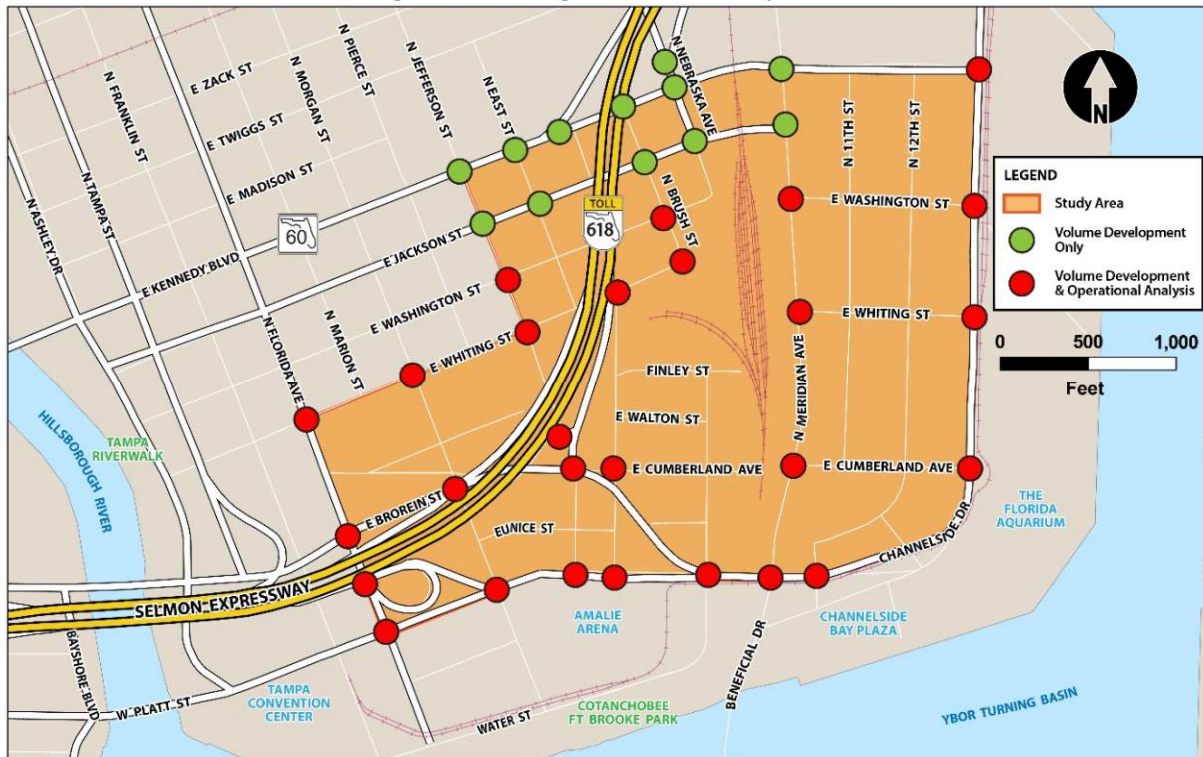 E ZACK ST
E TWIGGS ST
E MADISON ST
N FRANKLIN ST
N MORGAN ST
N PIERCE ST
N JEFFERSON ST
N EAST ST
N NEBRASKA AVE
N TAMPA ST
N ASHLEY DR
60
E KENNEDY BLVD
E JACKSON ST
TOLL
618
N BRUSH ST
N 11TH ST
N 12TH ST
N
LEGEND
Study Area
Volume Development
Only
Volume Development
& Operational Analysis
0 500 1,000
Feet
E WASHINGTON ST
E WASHINGTON ST
E WHITING ST
E WHITING ST
N FLORIDA AVE
N MARION ST
FINLEY ST
E WALTON ST
N MERIDIAN AVE
E CUMBERLAND AVE
E CUMBERLAND AVE
HILLSBOROUGH RIVER
TAMPA
RIVERWALK
E BROREIN ST
EUNICE ST
CHANNELSIDE DR
THE
FLORIDA
AQUARIUM
SELMON EXPRESSWAY
AMALIE
ARENA
CHANNELSIDE
BAY PLAZA
BAYSHORE BLVD
W PLATT ST
TAMPA
CONVENTION
CENTER
WATER ST
COTANCHOBEE
FT BROOKE PARK
BENEFICIAL DR
YBOR TURNING BASIN